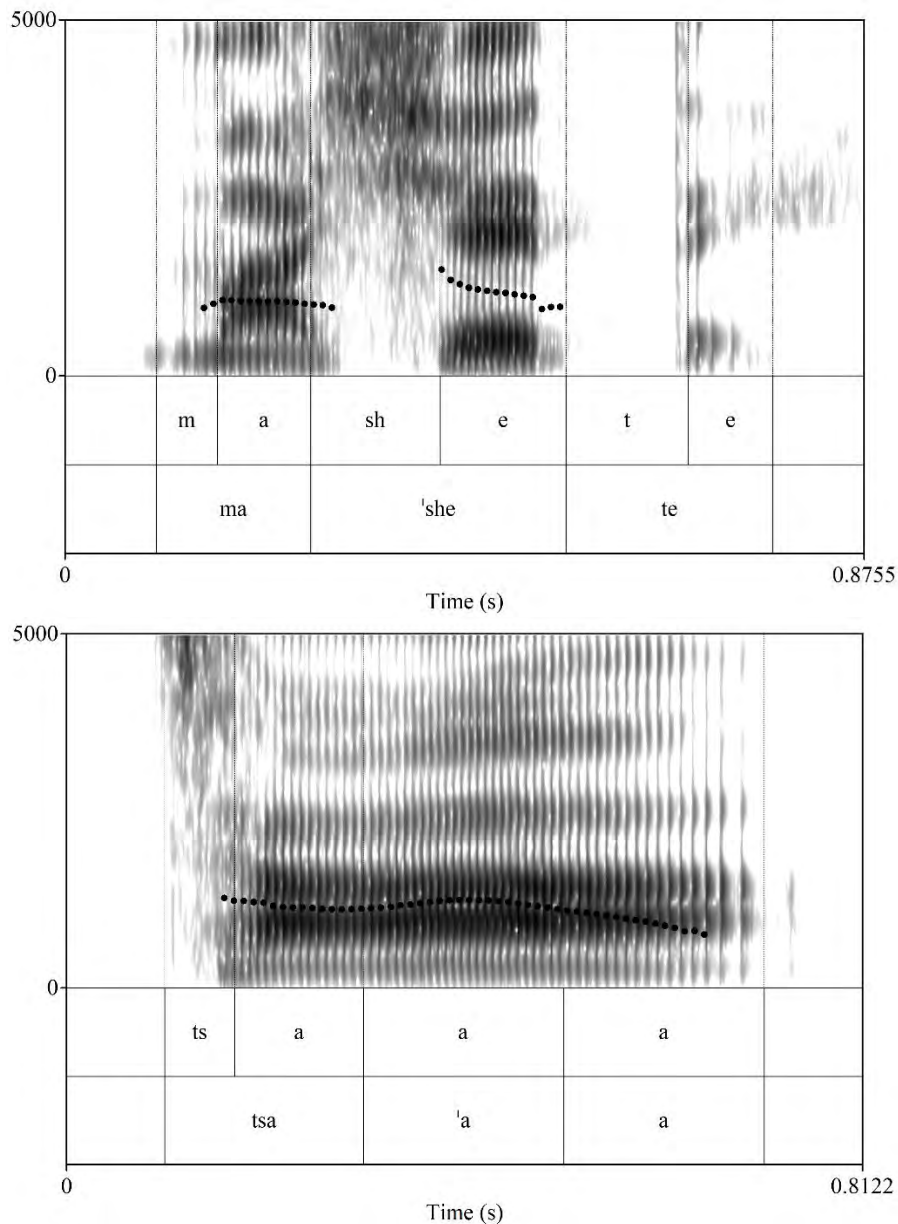 5000
0
m a sh e t e
ma ˈshe te
0 0.8755
Time (s)
5000
0
ts a a a
tsa ˈa a
0 0.8122
Time (s)